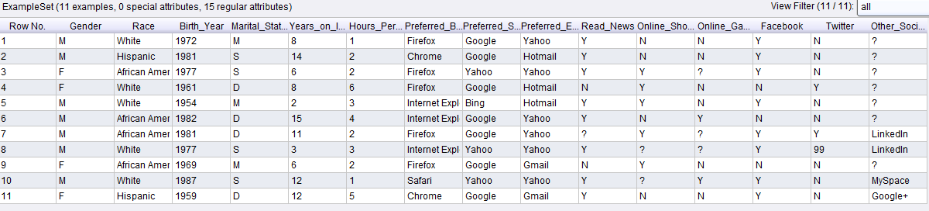 ExampleSet (11 examples, 0 special attributes, 15 regular attributes) View Filter (11 / 11): all
Row No. Gender Race Birth_Year Marital_Stat... Years_on_I... Hours_Per... Preferred_B... Preferred_S... Preferred_E... Read_News Online_Sho... Online_Ga... Facebook Twitter Other_Soci...
1 M White 1972 M 8 1 Firefox Google Yahoo Y N N Y N ?
2 M Hispanic 1981 S 14 2 Chrome Google Hotmail Y N N Y N ?
3 F African Amer 1977 S 6 2 Firefox Yahoo Yahoo Y Y ? Y N ?
4 F White 1961 D 8 6 Firefox Google Hotmail N Y N N Y ?
5 M White 1954 M 2 3 Internet Expl Bing Hotmail Y Y N Y N ?
6 M African Amer 1982 D 15 4 Internet Expl Google Yahoo Y N Y N N ?
7 M African Amer 1981 D 11 2 Firefox Google Yahoo ? Y ? Y Y LinkedIn
8 M White 1977 S 3 3 Internet Expl Yahoo Yahoo Y ? ? Y 99 LinkedIn
9 F African Amer 1969 M 6 2 Firefox Google Gmail N Y N N N ?
10 M White 1987 S 12 1 Safari Yahoo Yahoo Y ? Y Y N MySpace
11 F Hispanic 1959 D 12 5 Chrome Google Gmail Y N N Y N Google+